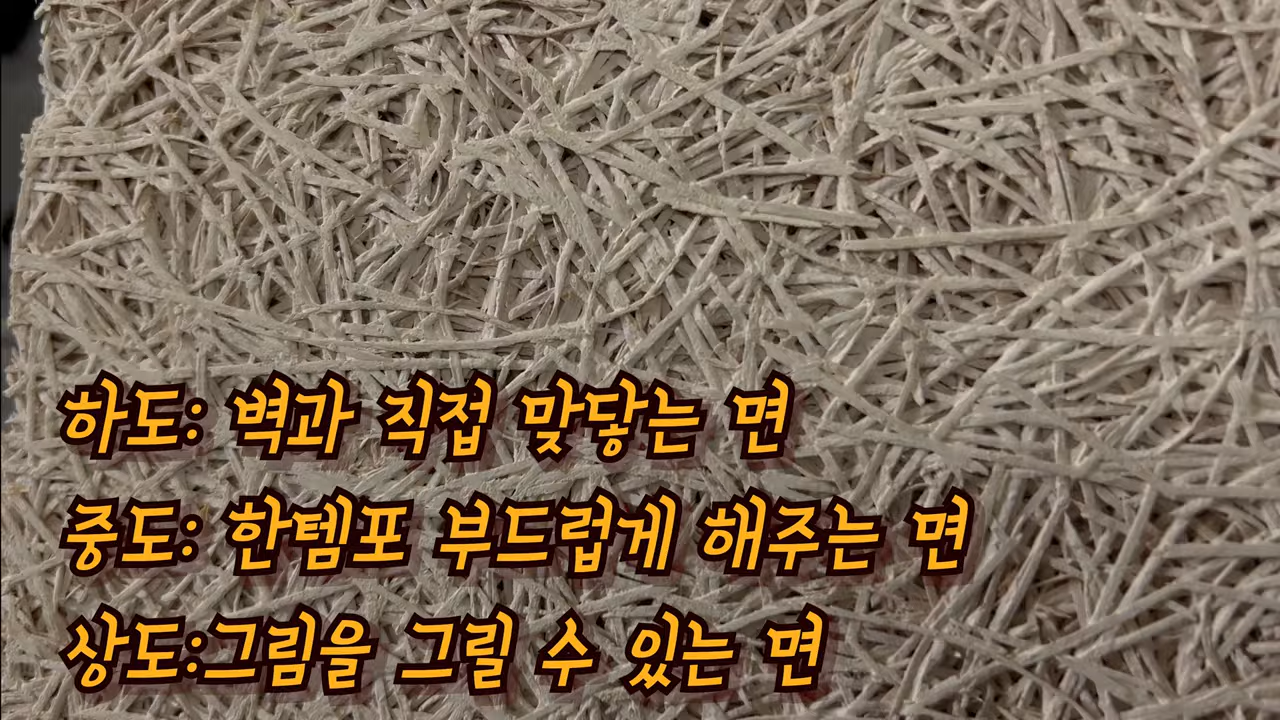 하도: 벽과 직접 맞닿는 면
중도: 한템포 부드럽게 해주는 면
상도:그림을 그릴 수 있는 면